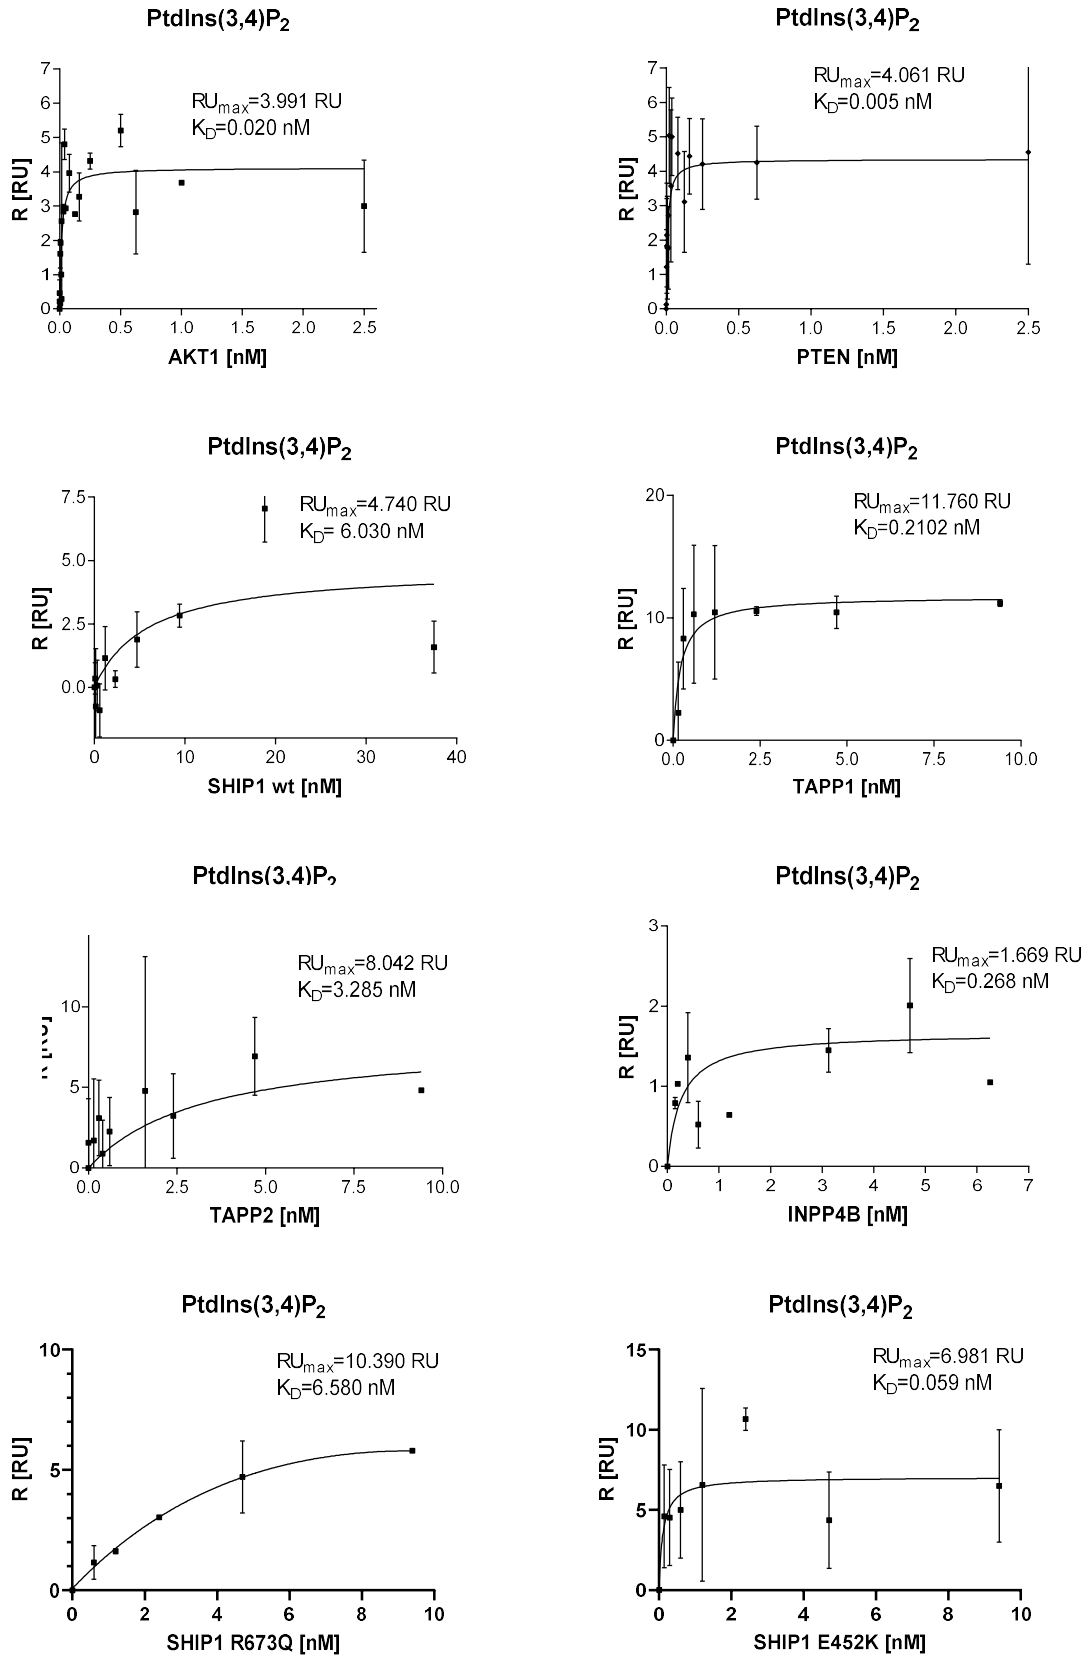 PtdIns(3,4)P2
RUmax=3.991 RU
KD=0.020 nM
R [RU]
7
6
5
4
3
2
1
0
0.0 0.5 1.0 1.5 2.0 2.5
AKT1 [nM]
PtdIns(3,4)P2
RUmax=4.061 RU
KD=0.005 nM
R [RU]
7
6
5
4
3
2
1
0
0.0 0.5 1.0 1.5 2.0 2.5
PTEN [nM]
PtdIns(3,4)P2
RUmax=4.740 RU
KD= 6.030 nM
R [RU]
7.5
5.0
2.5
0.0
0 10 20 30 40
SHIP1 wt [nM]
PtdIns(3,4)P2
RUmax=11.760 RU
KD=0.2102 nM
R [RU]
20
10
0
0.0 2.5 5.0 7.5 10.0
TAPP1 [nM]
PtdIns(3,4)P2
RUmax=8.042 RU
KD=3.285 nM
R [RU]
10
5
0
0.0 2.5 5.0 7.5 10.0
TAPP2 [nM]
PtdIns(3,4)P2
RUmax=1.669 RU
KD=0.268 nM
R [RU]
3
2
1
0
0 1 2 3 4 5 6 7
INPP4B [nM]
PtdIns(3,4)P2
RUmax=10.390 RU
KD=6.580 nM
R [RU]
10
5
0
0 2 4 6 8 10
SHIP1 R673Q [nM]
PtdIns(3,4)P2
RUmax=6.981 RU
KD=0.059 nM
R [RU]
15
10
5
0
0 2 4 6 8 10
SHIP1 E452K [nM]